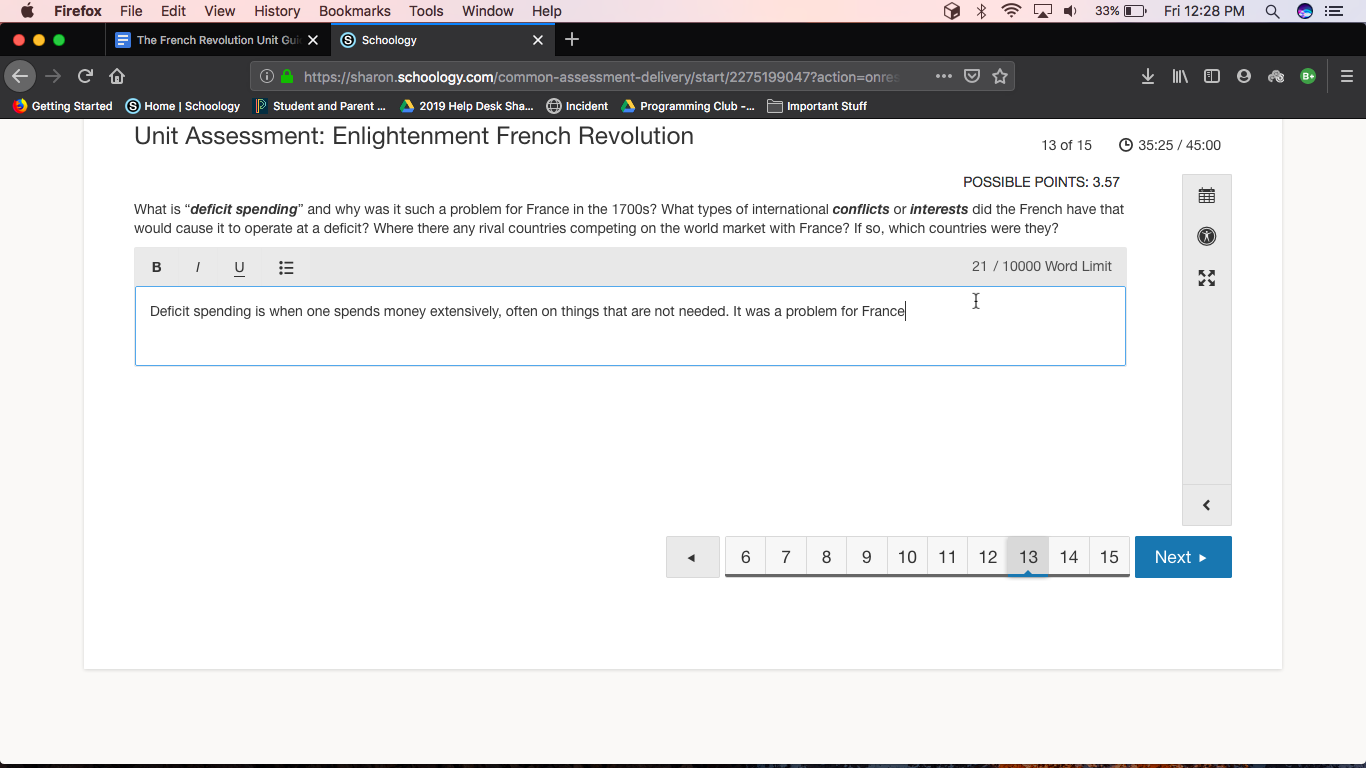 Firefox File Edit View History Bookmarks Tools Window Help 33% Fri 12:28 PM
The French Revolution Unit Gui Schoology
https://sharon.schoology.com/common-assessment-delivery/start/2275199047?action=onres
Getting Started Home | Schoology Student and Parent ... 2019 Help Desk Sha... Incident Programming Club -... Important Stuff
Unit Assessment: Enlightenment French Revolution
13 of 15 35:25 / 45:00
POSSIBLE POINTS: 3.57
What is “deficit spending” and why was it such a problem for France in the 1700s? What types of international conflicts or interests did the French have that
would cause it to operate at a deficit? Where there any rival countries competing on the world market with France? If so, which countries were they?
B I U 21 / 10000 Word Limit
Deficit spending is when one spends money extensively, often on things that are not needed. It was a problem for France
6 7 8 9 10 11 12 13 14 15 Next